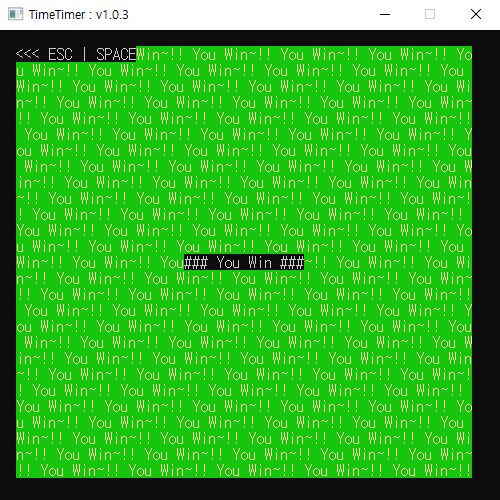 TimeTimer : v1.0.3
<<< ESC | SPACEWin~!! You Win~!! You Win~!! You Win~!! Yo
u Win~!! You Win~!! You Win~!! You Win~!! You Win~!! You
Win~!! You Win~!! You Win~!! You Win~!! You Win~!! You Wi
n~!! You Win~!! You Win~!! You Win~!! You Win~!! You Win~
!! You Win~!! You Win~!! You Win~!! You Win~!! You Win~!!
 You Win~!! You Win~!! You Win~!! You Win~!! You Win~!! Y
ou Win~!! You Win~!! You Win~!! You Win~!! You Win~!! You
 Win~!! You Win~!! You Win~!! You Win~!! You Win~!! You W
in~!! You Win~!! You Win~!! You Win~!! You Win~!! You Win
~!! You Win~!! You Win~!! You Win~!! You Win~!! You Win~!
! You Win~!! You Win~!! You Win~!! You Win~!! You Win~!!
You Win~!! You Win~!! You Win~!! You Win~!! You Win~!! Yo
u Win~!! You Win~!! You Win~!! You Win~!! You Win~!! You
Win~!! You Win~!! You### You Win ###~!! You Win~!! You Wi
n~!! You Win~!! You Win~!! You Win~!! You Win~!! You Win~
!! You Win~!! You Win~!! You Win~!! You Win~!! You Win~!!
 You Win~!! You Win~!! You Win~!! You Win~!! You Win~!! Y
ou Win~!! You Win~!! You Win~!! You Win~!! You Win~!! You
 Win~!! You Win~!! You Win~!! You Win~!! You Win~!! You W
in~!! You Win~!! You Win~!! You Win~!! You Win~!! You Win
~!! You Win~!! You Win~!! You Win~!! You Win~!! You Win~!
! You Win~!! You Win~!! You Win~!! You Win~!! You Win~!!
You Win~!! You Win~!! You Win~!! You Win~!! You Win~!! Yo
u Win~!! You Win~!! You Win~!! You Win~!! You Win~!! You
Win~!! You Win~!! You Win~!! You Win~!! You Win~!! You Wi
n~!! You Win~!! You Win~!! You Win~!! You Win~!! You Win~
!! You Win~!! You Win~!! You Win~!! You Win~!! You Win~!!